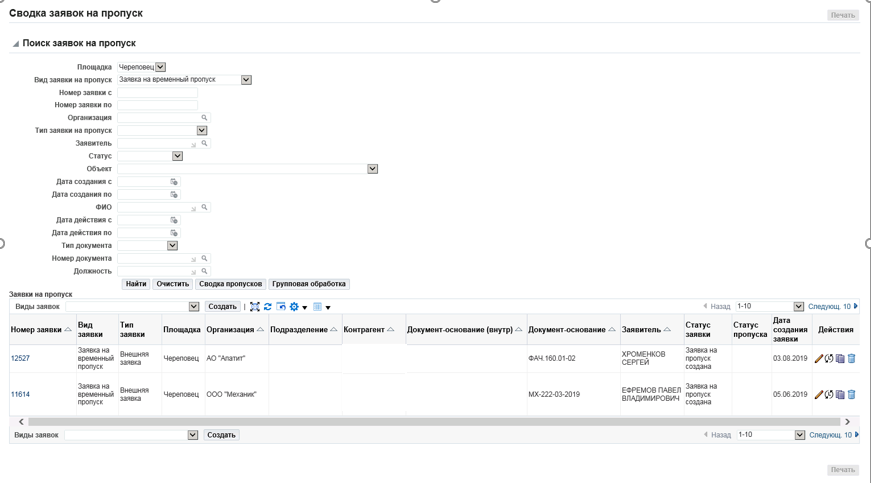 Сводка заявок на пропуск
Печать
Поиск заявок на пропуск
Площадка Череповец
Вид заявки на пропуск Заявка на временный пропуск
Номер заявки с
Номер заявки по
Организация
Тип заявки на пропуск
Заявитель
Статус
Объект
Дата создания с
Дата создания по
ФИО
Дата действия с
Дата действия по
Тип документа
Номер документа
Должность
Найти Очистить Сводка пропусков Групповая обработка
Заявки на пропуск
Виды заявок Создать Назад 1-10 Следующ. 10
Номер заявки Вид заявки Тип заявки Площадка Организация Подразделение Контрагент Документ-основание (внутр) Документ-основание Заявитель Статус заявки Статус пропуска Дата создания заявки Действия
12527 Заявка на временный пропуск Внешняя заявка Череповец АО "Апатит" ФАЧ.160.01-02 ХРОМЕНКОВ СЕРГЕЙ Заявка на пропуск создана 03.08.2019
11614 Заявка на временный пропуск Внешняя заявка Череповец ООО "Механик" МХ-222-03-2019 ЕФРЕМОВ ПАВЕЛ ВЛАДИМИРОВИЧ Заявка на пропуск создана 05.06.2019
Виды заявок Создать Назад 1-10 Следующ. 10
Печать